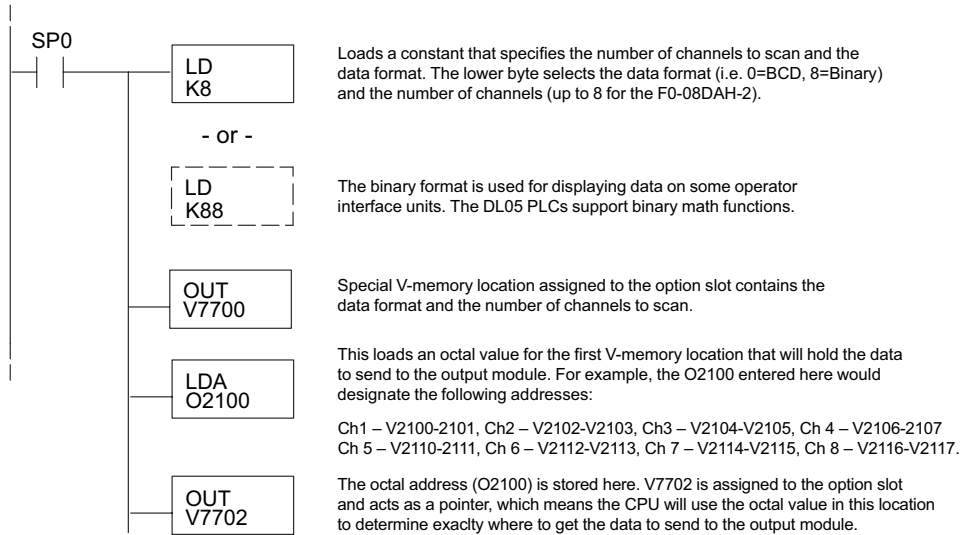 SP0
LD
K8
Loads a constant that specifies the number of channels to scan and the
data format. The lower byte selects the data format (i.e. 0=BCD, 8=Binary)
and the number of channels (up to 8 for the F0-08DAH-2).
- or -
LD
K88
The binary format is used for displaying data on some operator
interface units. The DL05 PLCs support binary math functions.
OUT
V7700
Special V-memory location assigned to the option slot contains the
data format and the number of channels to scan.
LDA
O2100
This loads an octal value for the first V-memory location that will hold the data
to send to the output module. For example, the O2100 entered here would
designate the following addresses:
Ch1 – V2100-2101, Ch2 – V2102-V2103, Ch3 – V2104-V2105, Ch 4 – V2106-2107
Ch 5 – V2110-2111, Ch 6 – V2112-V2113, Ch 7 – V2114-V2115, Ch 8 – V2116-V2117.
OUT
V7702
The octal address (O2100) is stored here. V7702 is assigned to the option slot
and acts as a pointer, which means the CPU will use the octal value in this location
to determine exaclty where to get the data to send to the output module.